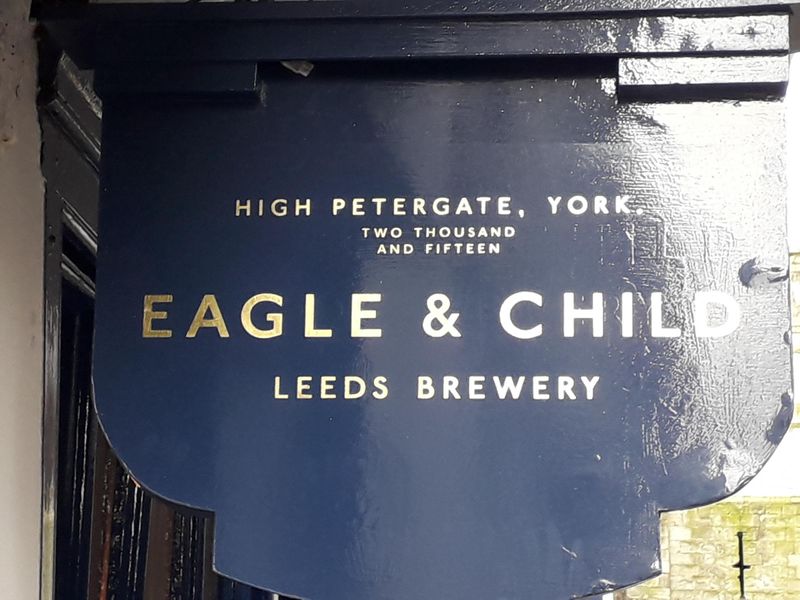 HIGH PETERGATE, YORK.
TWO THOUSAND
AND FIFTEEN
EAGLE & CHILD
LEEDS BREWERY